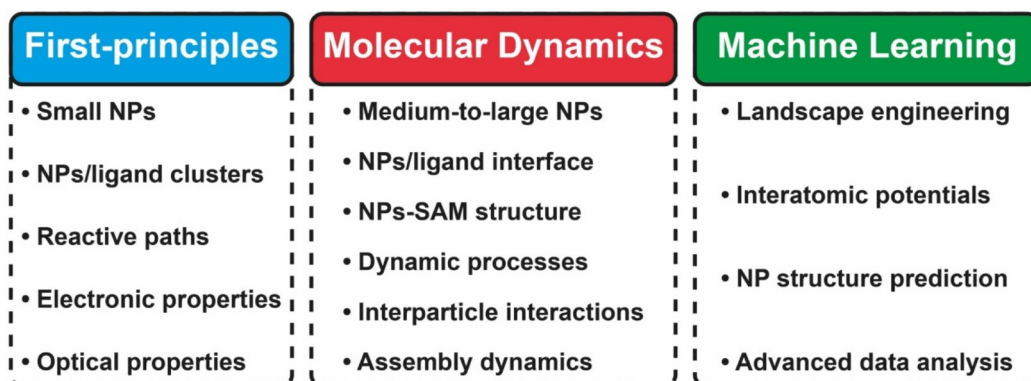 First-principles
• Small NPs
• NPs/ligand clusters
• Reactive paths
• Electronic properties
• Optical properties
Molecular Dynamics
• Medium-to-large NPs
• NPs/ligand interface
• NPs-SAM structure
• Dynamic processes
• Interparticle interactions
• Assembly dynamics
Machine Learning
• Landscape engineering
• Interatomic potentials
• NP structure prediction
• Advanced data analysis